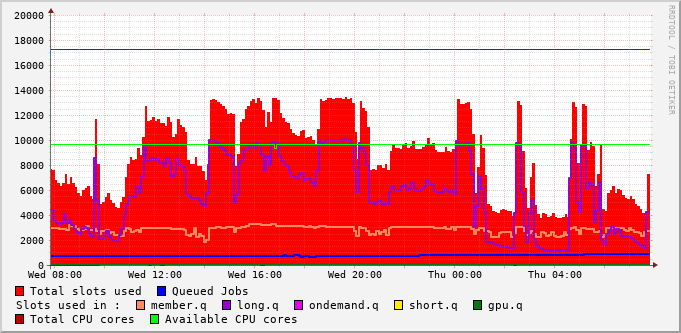 20000
18000
16000
14000
12000
10000
8000
6000
4000
2000
0
Wed 08:00 Wed 12:00 Wed 16:00 Wed 20:00 Thu 00:00 Thu 04:00
Total slots used Queued Jobs
Slots used in : member.q long.q ondemand.q short.q gpu.q
Total CPU cores Available CPU cores
RRDTOOL / TOBI OETIKER